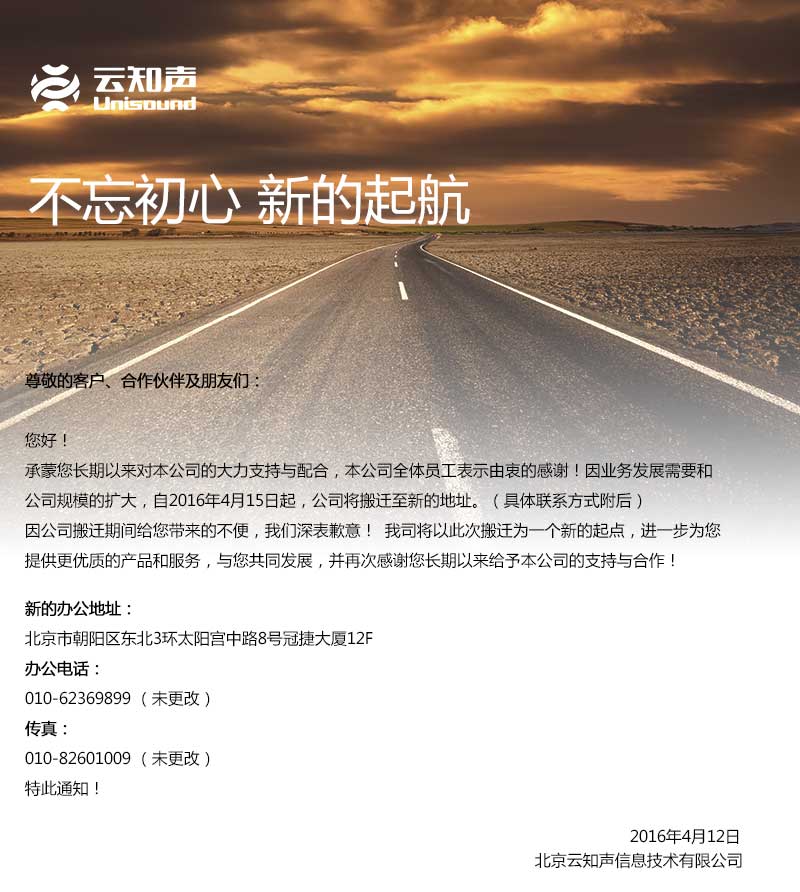 云知声
Unisound
不忘初心 新的起航
尊敬的客户、合作伙伴及朋友们：
您好！
承蒙您长期以来对本公司的大力支持与配合，本公司全体员工表示由衷的感谢！因业务发展需要和
公司规模的扩大，自2016年4月15日起，公司将搬迁至新的地址。（具体联系方式附后）
因公司搬迁期间给您带来的不便，我们深表歉意！ 我司将以此次搬迁为一个新的起点，进一步为您
提供更优质的产品和服务，与您共同发展，并再次感谢您长期以来给予本公司的支持与合作！
新的办公地址：
北京市朝阳区东北3环太阳宫中路8号冠捷大厦12F
办公电话：
010-62369899（未更改）
传真：
010-82601009（未更改）
特此通知！
2016年4月12日
北京云知声信息技术有限公司